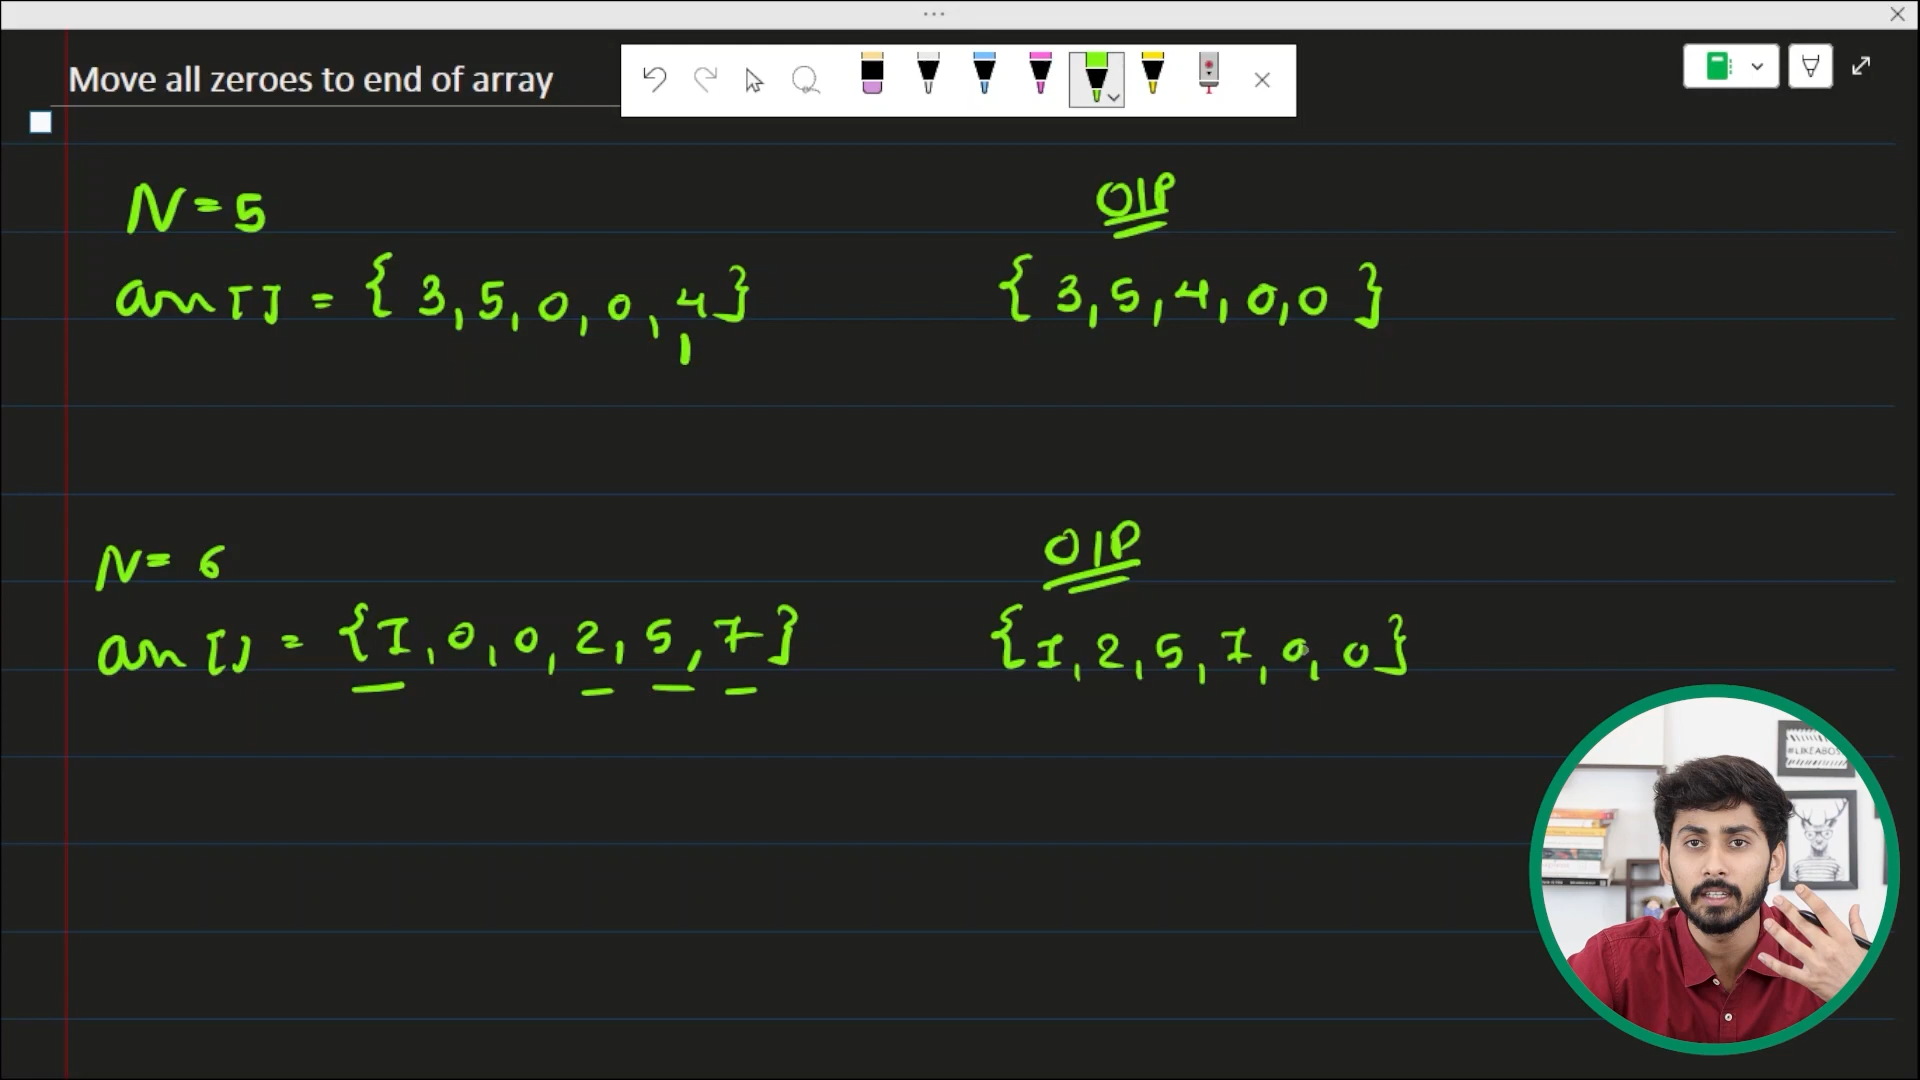 Move all zeroes to end of array
N = 5
O/P
arr [] = { 3, 5, 0, 0, 4 }
{ 3, 5, 4, 0, 0 }
N = 6
O/P
arr [] = { 1, 0, 0, 2, 5, 7 }
{ 1, 2, 5, 7, 0, 0 }
#LIKEABOSS